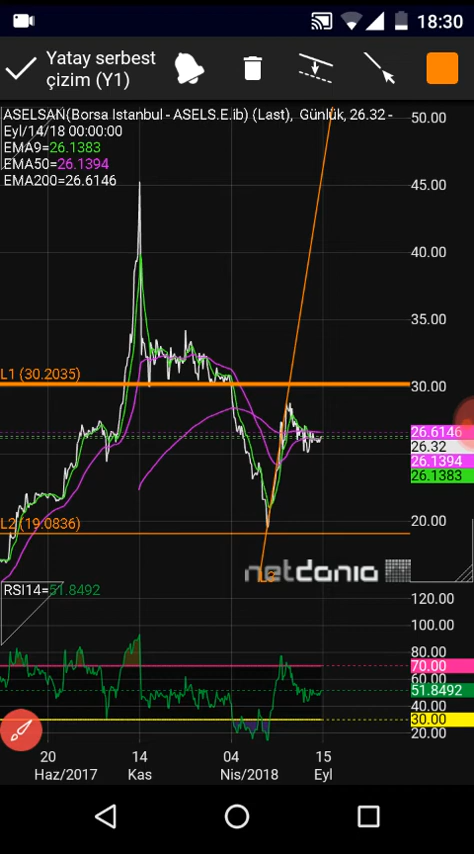 18:30
Yatay serbest
çizim (Y1)
ASELSAN(Borsa Istanbul - ASELS.E.ib) (Last), Günlük, 26.32 -
Eyl/14/18 00:00:00
EMA9=26.1383
EMA50=26.1394
EMA200=26.6146
50.00
45.00
40.00
35.00
L1 (30.2035)
30.00
26.6146
26.32
26.1394
26.1383
L2 (19.0836)
20.00
netdania
RSI14=51.8492
120.00
100.00
80.00
70.00
60.00
51.8492
40.00
30.00
20.00
20 14 04 15
Haz/2017 Kas Nis/2018 Eyl